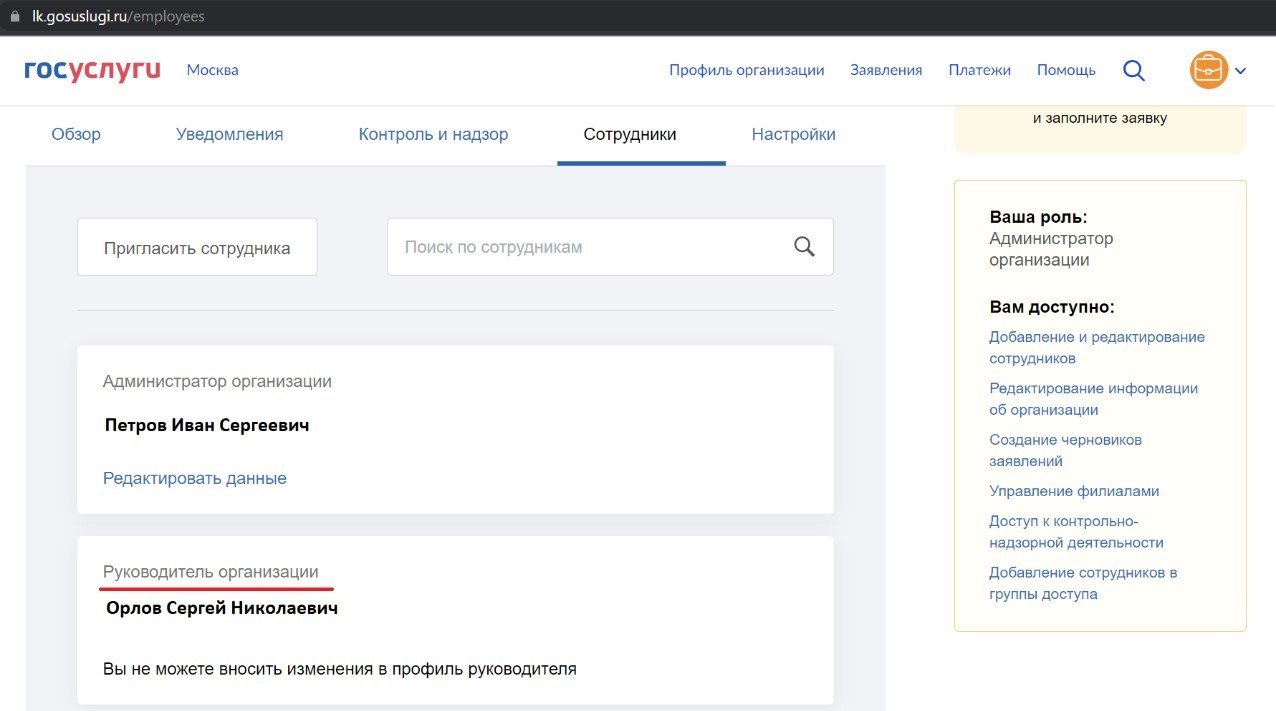 lk.gosuslugi.ru/employees
госуслуги Москва Профиль организации Заявления Платежи Помощь
Обзор Уведомления Контроль и надзор Сотрудники Настройки
Пригласить сотрудника
Поиск по сотрудникам
Администратор организации
Петров Иван Сергеевич
Редактировать данные
Руководитель организации
Орлов Сергей Николаевич
Вы не можете вносить изменения в профиль руководителя
и заполните заявку
Ваша роль:
Администратор
организации
Вам доступно:
Добавление и редактирование
сотрудников
Редактирование информации
об организации
Создание черновиков
заявлений
Управление филиалами
Доступ к контрольно-
надзорной деятельности
Добавление сотрудников в
группы доступа